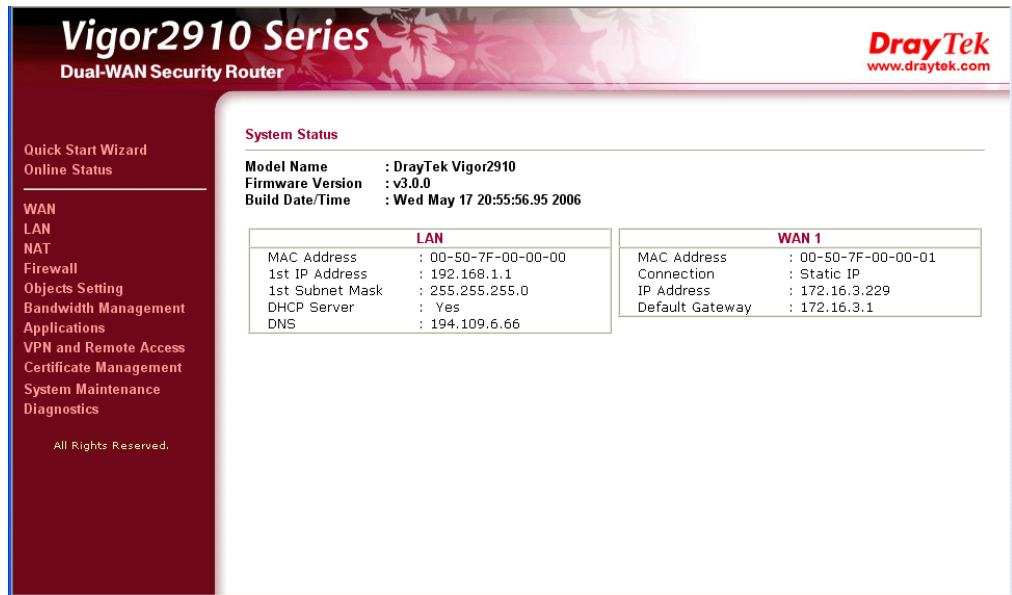 Vigor2910 Series
Dual-WAN Security Router
DrayTek
www.draytek.com
Quick Start Wizard
Online Status
WAN
LAN
NAT
Firewall
Objects Setting
Bandwidth Management
Applications
VPN and Remote Access
Certificate Management
System Maintenance
Diagnostics
All Rights Reserved.
System Status
Model Name : DrayTek Vigor2910
Firmware Version : v3.0.0
Build Date/Time : Wed May 17 20:55:56.95 2006
LAN
MAC Address : 00-50-7F-00-00-00
1st IP Address : 192.168.1.1
1st Subnet Mask : 255.255.255.0
DHCP Server : Yes
DNS : 194.109.6.66
WAN 1
MAC Address : 00-50-7F-00-00-01
Connection : Static IP
IP Address : 172.16.3.229
Default Gateway : 172.16.3.1